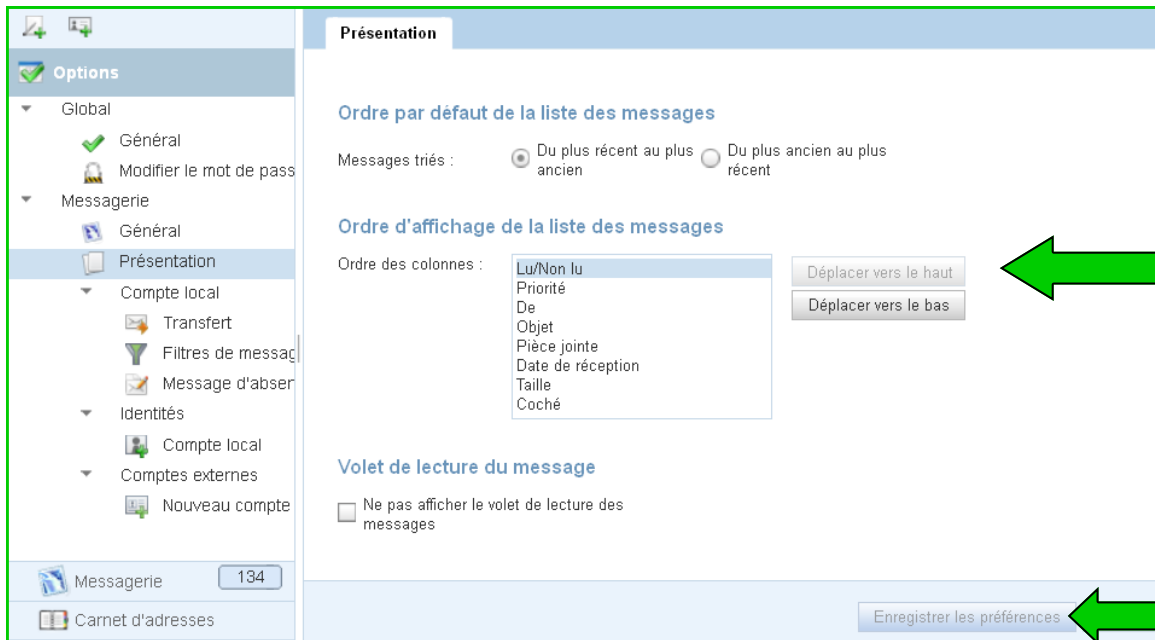 Présentation
Options
Global
Général
Modifier le mot de pass
Messagerie
Général
Présentation
Compte local
Transfert
Filtres de messag
Message d'abser
Identités
Compte local
Comptes externes
Nouveau compte
Messagerie 134
Carnet d'adresses
Ordre par défaut de la liste des messages
Messages triés :
Du plus récent au plus
ancien
Du plus ancien au plus
récent
Ordre d'affichage de la liste des messages
Ordre des colonnes :
Lu/Non lu
Priorité
De
Objet
Pièce jointe
Date de réception
Taille
Coché
Déplacer vers le haut
Déplacer vers le bas
Volet de lecture du message
Ne pas afficher le volet de lecture des
messages
Enregistrer les préférences